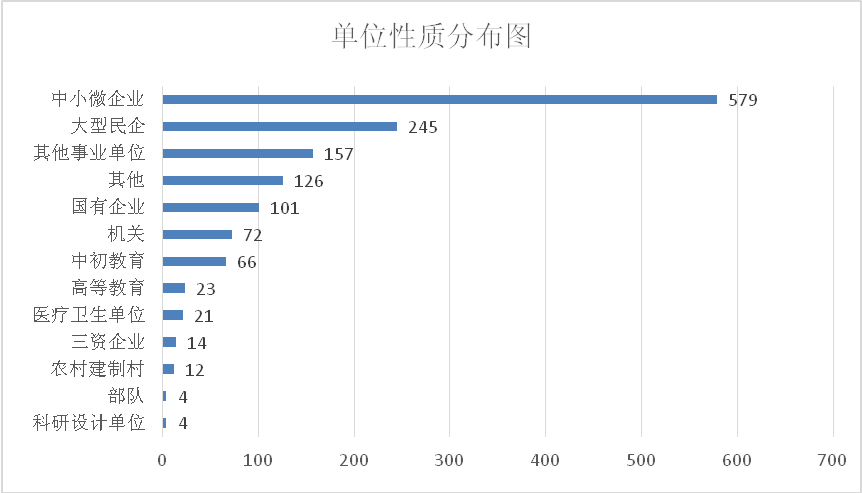 单位性质分布图
中小微企业 579
大型民企 245
其他事业单位 157
其他 126
国有企业 101
机关 72
中初教育 66
高等教育 23
医疗卫生单位 21
三资企业 14
农村建制村 12
部队 4
科研设计单位 4
0 100 200 300 400 500 600 700